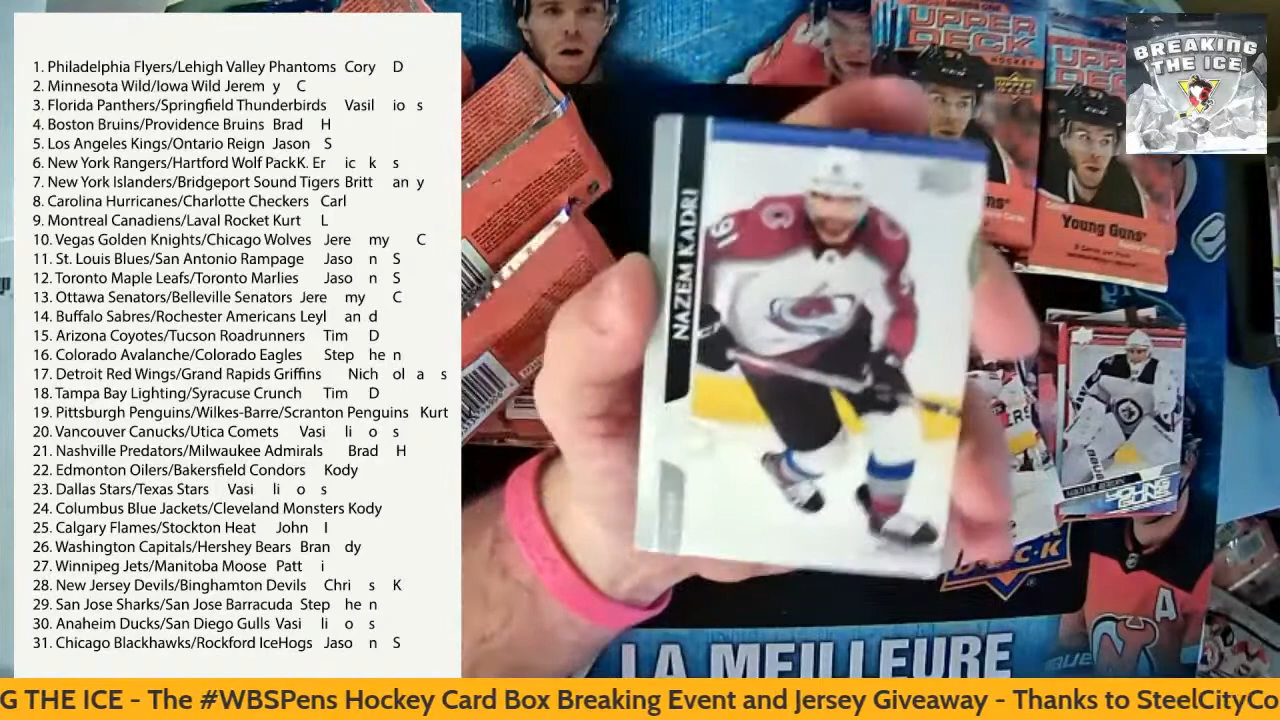 1. Philadelphia Flyers/Lehigh Valley Phantoms Cory D
2. Minnesota Wild/Iowa Wild Jerem y C
3. Florida Panthers/Springfield Thunderbirds Vasil io s
4. Boston Bruins/Providence Bruins Brad H
5. Los Angeles Kings/Ontario Reign Jason S
6. New York Rangers/Hartford Wolf PackK. Er ic k s
7. New York Islanders/Bridgeport Sound Tigers Britt an y
8. Carolina Hurricanes/Charlotte Checkers Carl
9. Montreal Canadiens/Laval Rocket Kurt L
10. Vegas Golden Knights/Chicago Wolves Jere my C
11. St. Louis Blues/San Antonio Rampage Jaso n S
12. Toronto Maple Leafs/Toronto Marlies Jaso n S
13. Ottawa Senators/Belleville Senators Jere my C
14. Buffalo Sabres/Rochester Americans Leyl an d
15. Arizona Coyotes/Tucson Roadrunners Tim D
16. Colorado Avalanche/Colorado Eagles Step he n
17. Detroit Red Wings/Grand Rapids Griffins Nich ol a s
18. Tampa Bay Lighting/Syracuse Crunch Tim D
19. Pittsburgh Penguins/Wilkes-Barre/Scranton Penguins Kurt
20. Vancouver Canucks/Utica Comets Vasi li o s
21. Nashville Predators/Milwaukee Admirals Brad H
22. Edmonton Oilers/Bakersfield Condors Kody
23. Dallas Stars/Texas Stars Vasi li o s
24. Columbus Blue Jackets/Cleveland Monsters Kody
25. Calgary Flames/Stockton Heat John I
26. Washington Capitals/Hershey Bears Bran dy
27. Winnipeg Jets/Manitoba Moose Patt i
28. New Jersey Devils/Binghamton Devils Chri s K
29. San Jose Sharks/San Jose Barracuda Step he n
30. Anaheim Ducks/San Diego Gulls Vasi li o s
31. Chicago Blackhawks/Rockford IceHogs Jaso n S
NAZEM KADRI
91
UPPER
DECK
HOCKEY
UPP
DE
Young Guns
BREAKING
THE ICE
YOUNG
GUNS
DECK
A
LA MEILLEURE
G THE ICE - The #WBSPens Hockey Card Box Breaking Event and Jersey Giveaway - Thanks to SteelCityCo